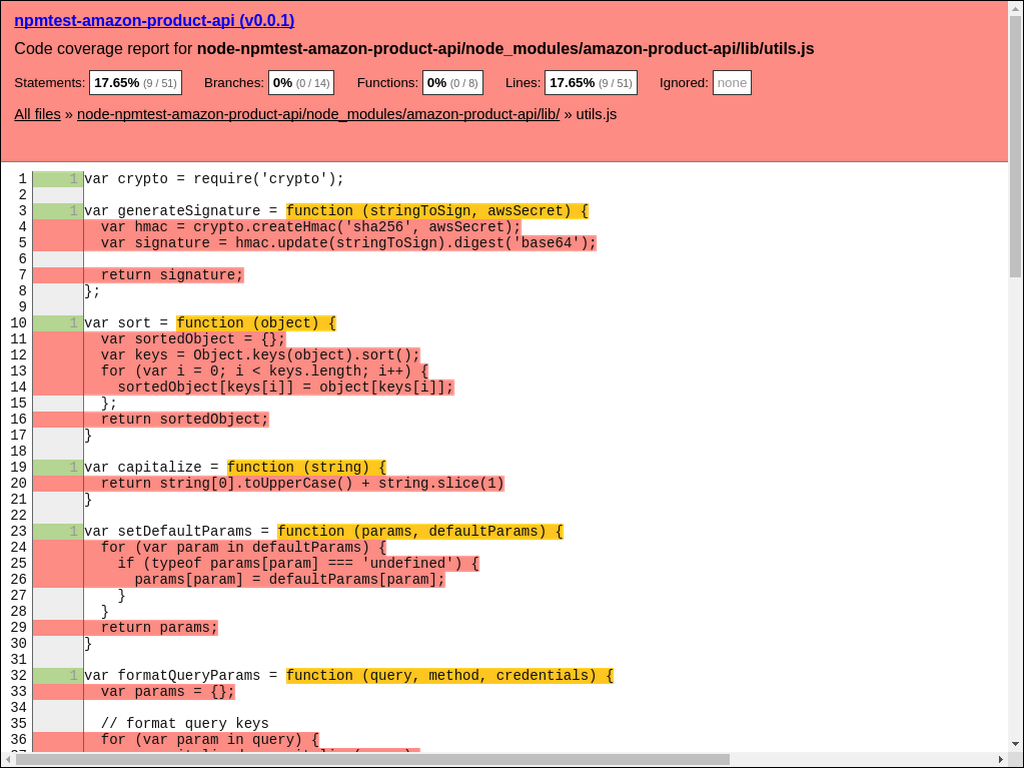 npmtest-amazon-product-api (v0.0.1)
Code coverage report for node-npmtest-amazon-product-api/node_modules/amazon-product-api/lib/utils.js
Statements: 17.65% (9 / 51) Branches: 0% (0 / 14) Functions: 0% (0 / 8) Lines: 17.65% (9 / 51) Ignored: none
All files » node-npmtest-amazon-product-api/node_modules/amazon-product-api/lib/ » utils.js
1 1 var crypto = require('crypto');
2
3 1 var generateSignature = function (stringToSign, awsSecret) {
4 var hmac = crypto.createHmac('sha256', awsSecret);
5 var signature = hmac.update(stringToSign).digest('base64');
6
7 return signature;
8 };
9
10 1 var sort = function (object) {
11 var sortedObject = {};
12 var keys = Object.keys(object).sort();
13 for (var i = 0; i < keys.length; i++) {
14 sortedObject[keys[i]] = object[keys[i]];
15 };
16 return sortedObject;
17 }
18
19 1 var capitalize = function (string) {
20 return string[0].toUpperCase() + string.slice(1)
21 }
22
23 1 var setDefaultParams = function (params, defaultParams) {
24 for (var param in defaultParams) {
25 if (typeof params[param] === 'undefined') {
26 params[param] = defaultParams[param];
27 }
28 }
29 return params;
30 }
31
32 1 var formatQueryParams = function (query, method, credentials) {
33 var params = {};
34
35 // format query keys
36 for (var param in query) {